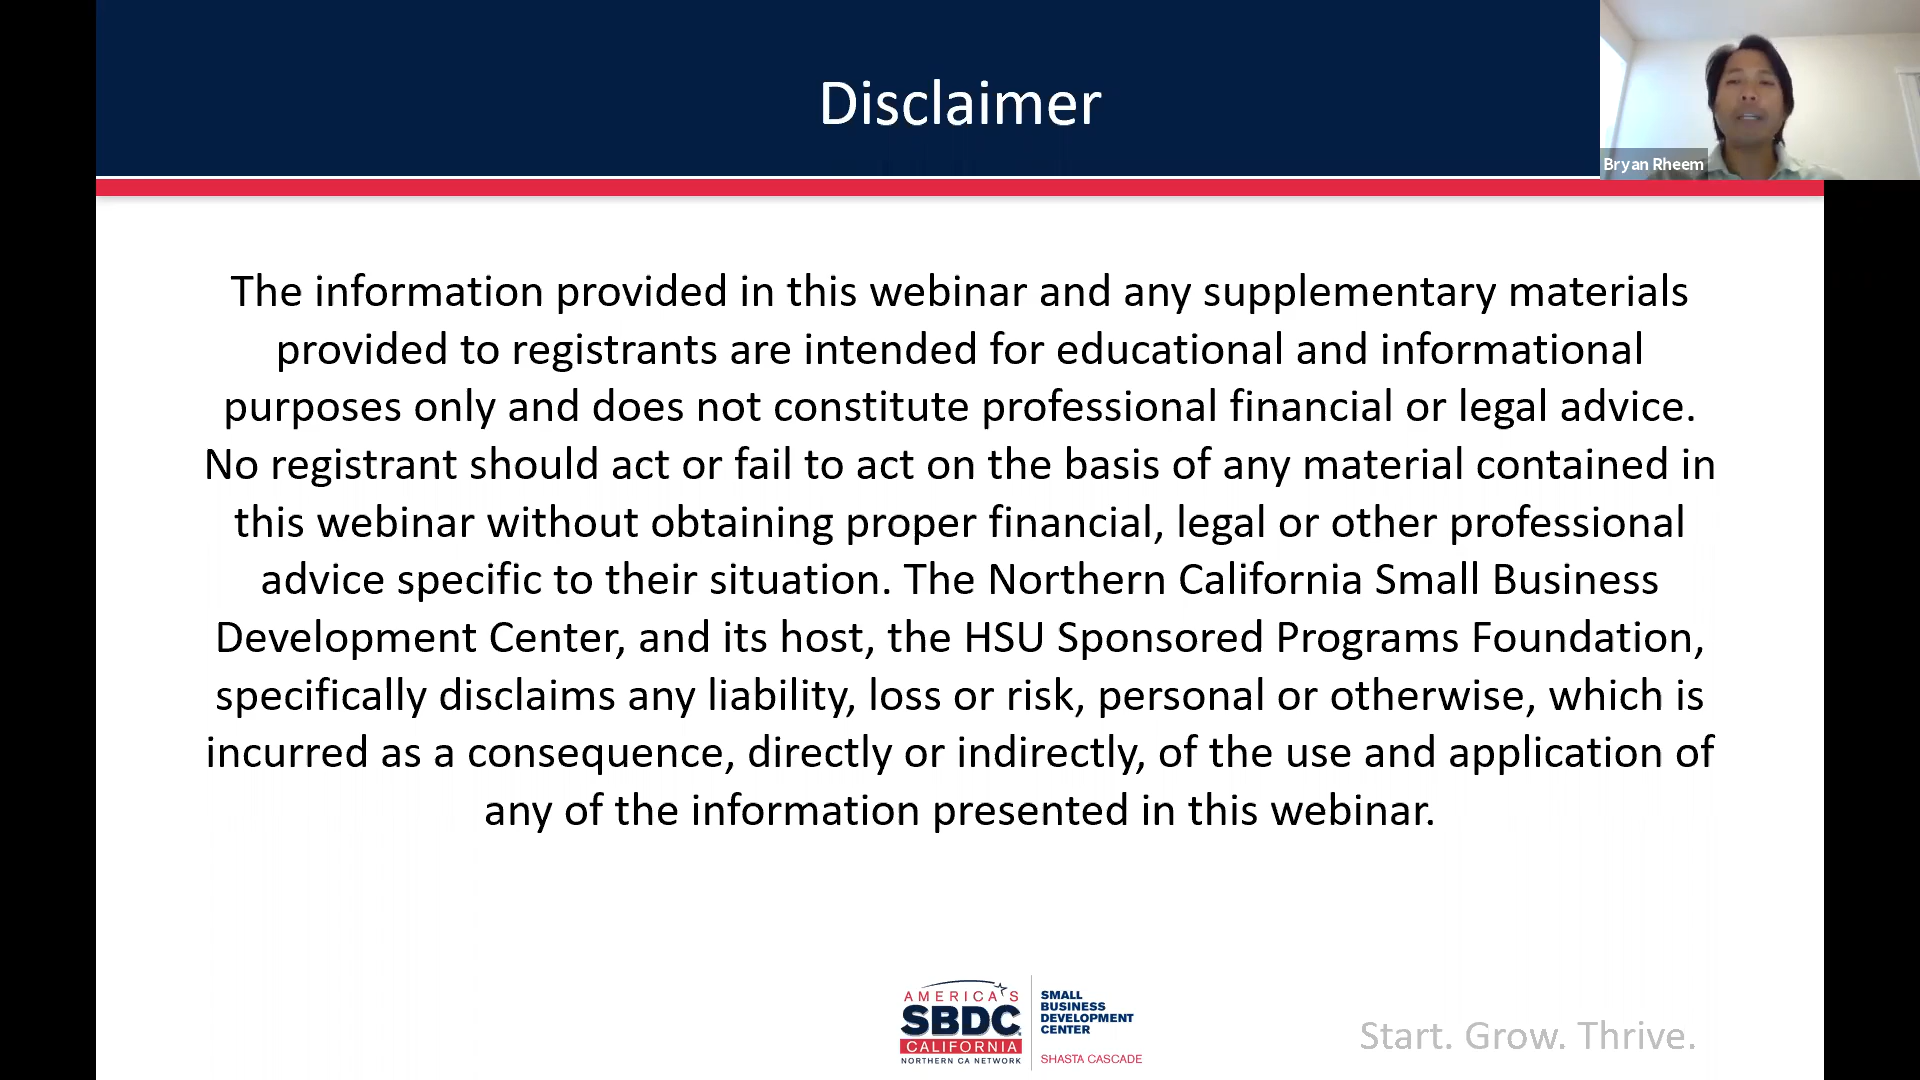 Disclaimer
Bryan Rheem
The information provided in this webinar and any supplementary materials
provided to registrants are intended for educational and informational
purposes only and does not constitute professional financial or legal advice.
No registrant should act or fail to act on the basis of any material contained in
this webinar without obtaining proper financial, legal or other professional
advice specific to their situation. The Northern California Small Business
Development Center, and its host, the HSU Sponsored Programs Foundation,
specifically disclaims any liability, loss or risk, personal or otherwise, which is
incurred as a consequence, directly or indirectly, of the use and application of
any of the information presented in this webinar.
AMERICA'S
SBDC
CALIFORNIA
NORTHERN CA NETWORK
SMALL
BUSINESS
DEVELOPMENT
CENTER
SHASTA CASCADE
Start. Grow. Thrive.